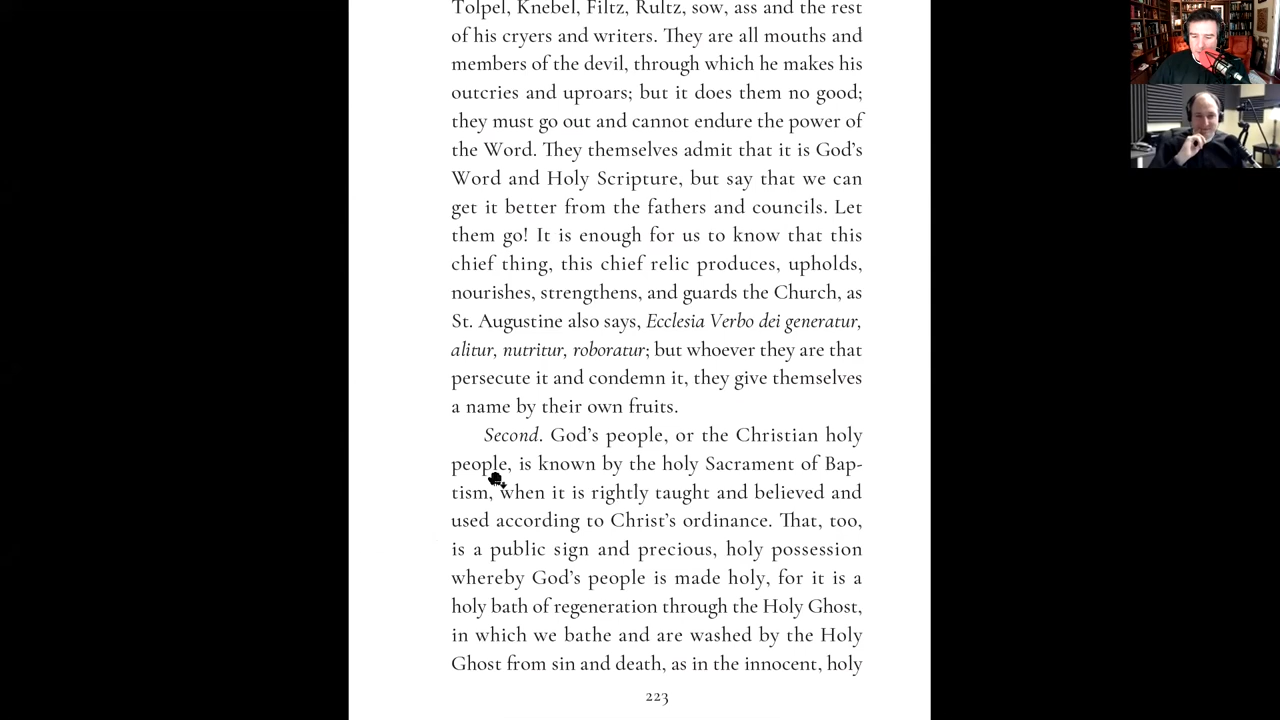 Tolpel, Knebel, Filtz, Rultz, sow, ass and the rest
of his cryers and writers. They are all mouths and
members of the devil, through which he makes his
outcries and uproars; but it does them no good;
they must go out and cannot endure the power of
the Word. They themselves admit that it is God’s
Word and Holy Scripture, but say that we can
get it better from the fathers and councils. Let
them go! It is enough for us to know that this
chief thing, this chief relic produces, upholds,
nourishes, strengthens, and guards the Church, as
St. Augustine also says, Ecclesia Verbo dei generatur,
alitur, nutritur, roboratur; but whoever they are that
persecute it and condemn it, they give themselves
a name by their own fruits.
Second. God’s people, or the Christian holy
people, is known by the holy Sacrament of Bap-
tism, when it is rightly taught and believed and
used according to Christ’s ordinance. That, too,
is a public sign and precious, holy possession
whereby God’s people is made holy, for it is a
holy bath of regeneration through the Holy Ghost,
in which we bathe and are washed by the Holy
Ghost from sin and death, as in the innocent, holy
223